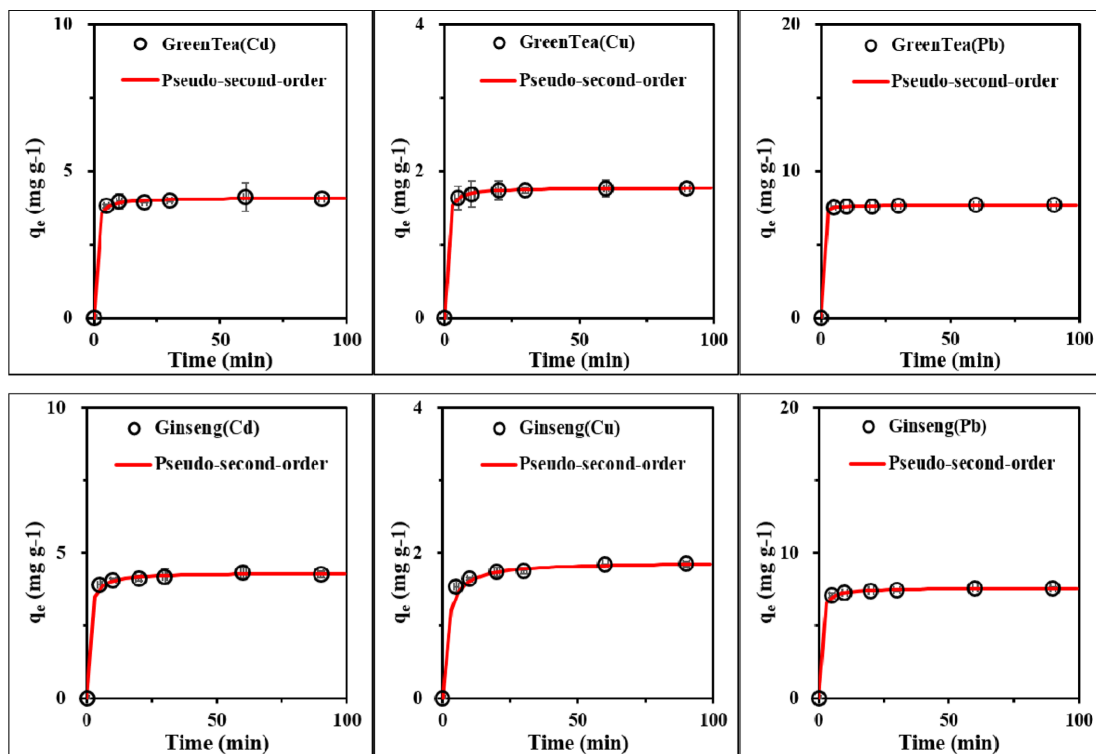 10
GreenTea(Cd)
Pseudo-second-order
5
0
qe (mg g-1)
0
50
100
Time (min)
4
GreenTea(Cu)
Pseudo-second-order
2
0
qe (mg g-1)
0
50
100
Time (min)
20
GreenTea(Pb)
Pseudo-second-order
10
0
qe (mg g-1)
0
50
100
Time (min)
10
Ginseng(Cd)
Pseudo-second-order
5
0
qe (mg g-1)
0
50
100
Time (min)
4
Ginseng(Cu)
Pseudo-second-order
2
0
qe (mg g-1)
0
50
100
Time (min)
20
Ginseng(Pb)
Pseudo-second-order
10
0
qe (mg g-1)
0
50
100
Time (min)